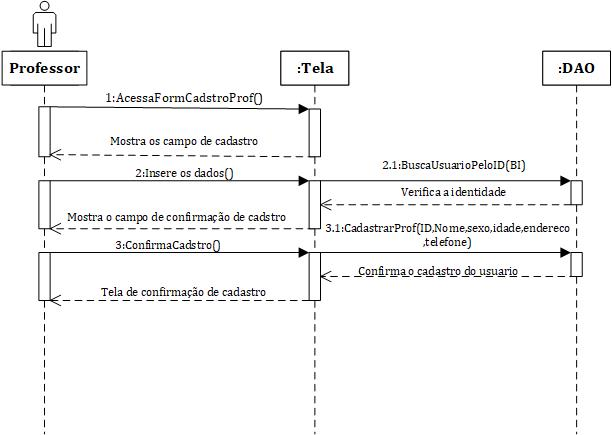 Professor
:Tela
:DAO
1:AcessaFormCadstroProf()
Mostra os campo de cadastro
2:Insere os dados()
2.1:BuscaUsuarioPeloID(BI)
Verifica a identidade
Mostra o campo de confirmação de cadstro
3:ConfirmaCadstro()
3.1:CadastrarProf(ID,Nome,sexo,idade,endereco
,telefone)
Confirma o cadastro do usuario
Tela de confirmação de cadastro